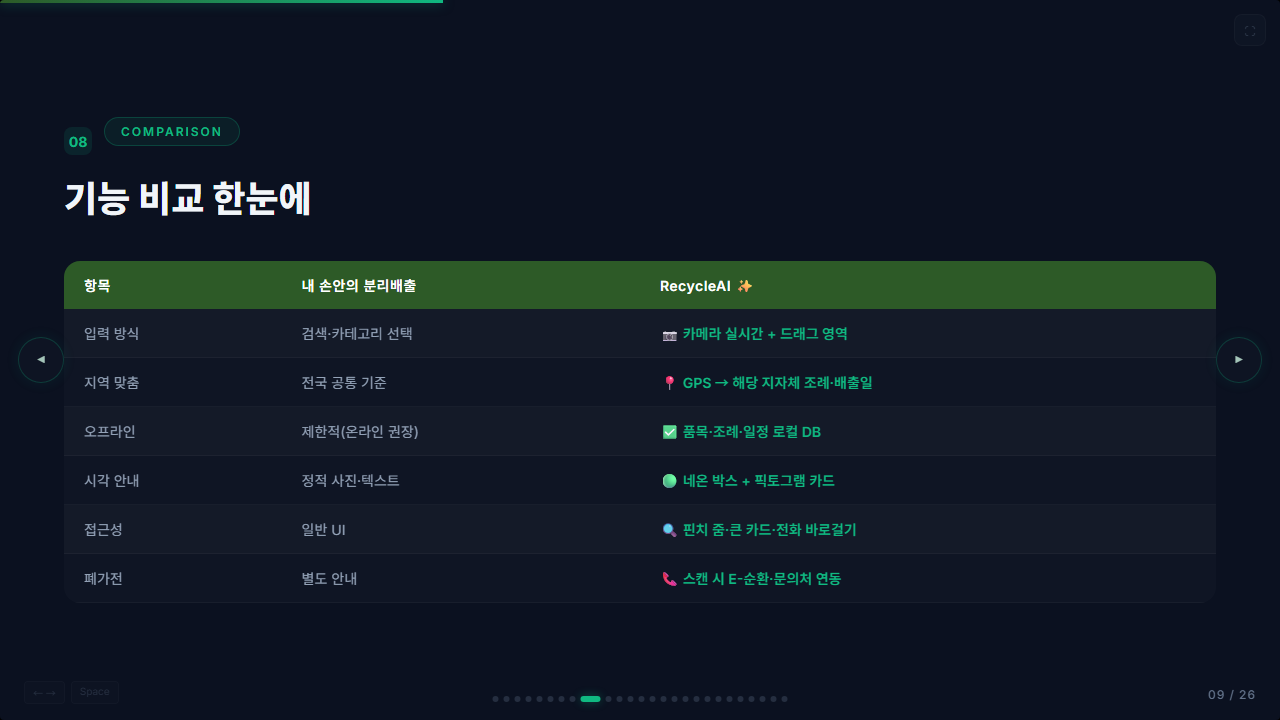 08
COMPARISON
기능 비교 한눈에
항목 내 손안의 분리배출 RecycleAI ✨
입력 방식 검색·카테고리 선택 📷 카메라 실시간 + 드래그 영역
지역 맞춤 전국 공통 기준 📍 GPS → 해당 지자체 조례·배출일
오프라인 제한적(온라인 권장) ✅ 품목·조례·일정 로컬 DB
시각 안내 정적 사진·텍스트 🟢 네온 박스 + 픽토그램 카드
접근성 일반 UI 🔍 핀치 줌·큰 카드·전화 바로걸기
폐가전 별도 안내 📞 스캔 시 E-순환·문의처 연동
← → Space
09 / 26